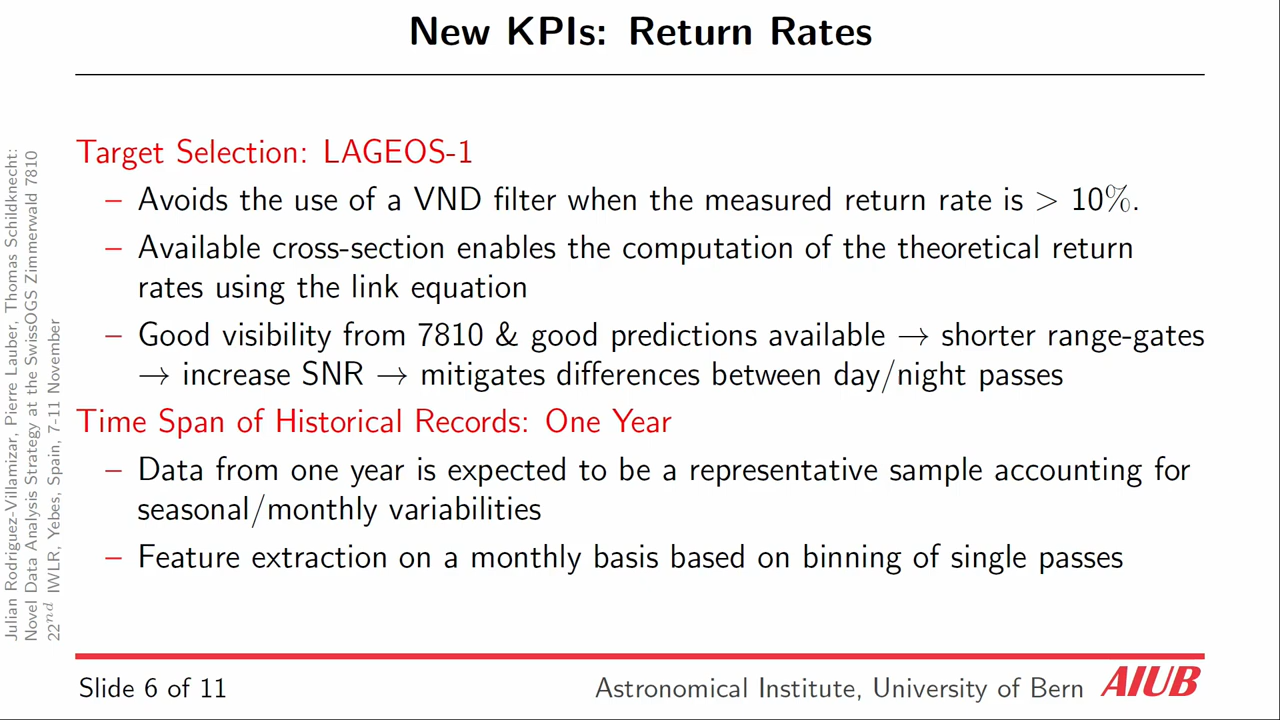 New KPIs: Return Rates
Julian Rodriguez-Villamizar, Pierre Lauber, Thomas Schildknecht:
Novel Data Analysis Strategy at the SwissOGS Zimmerwald 7810
22nd IWLR, Yebes, Spain, 7-11 November
Target Selection: LAGEOS-1
– Avoids the use of a VND filter when the measured return rate is > 10%.
– Available cross-section enables the computation of the theoretical return
rates using the link equation
– Good visibility from 7810 & good predictions available → shorter range-gates
→ increase SNR → mitigates differences between day/night passes
Time Span of Historical Records: One Year
– Data from one year is expected to be a representative sample accounting for
seasonal/monthly variabilities
– Feature extraction on a monthly basis based on binning of single passes
Slide 6 of 11
Astronomical Institute, University of Bern AIUB